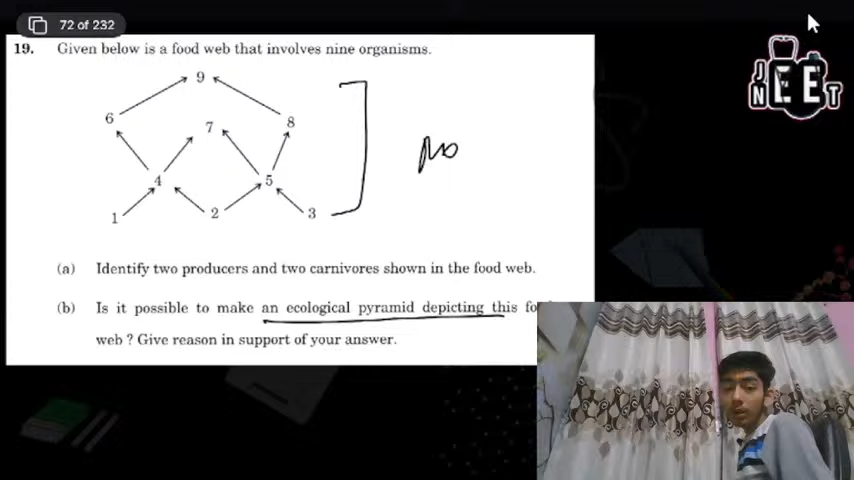 72 of 232
19. Given below is a food web that involves nine organisms.
9
6
7
8
4
5
1
2
3
No
(a) Identify two producers and two carnivores shown in the food web.
(b) Is it possible to make an ecological pyramid depicting this
web ? Give reason in support of your answer.
JNEET